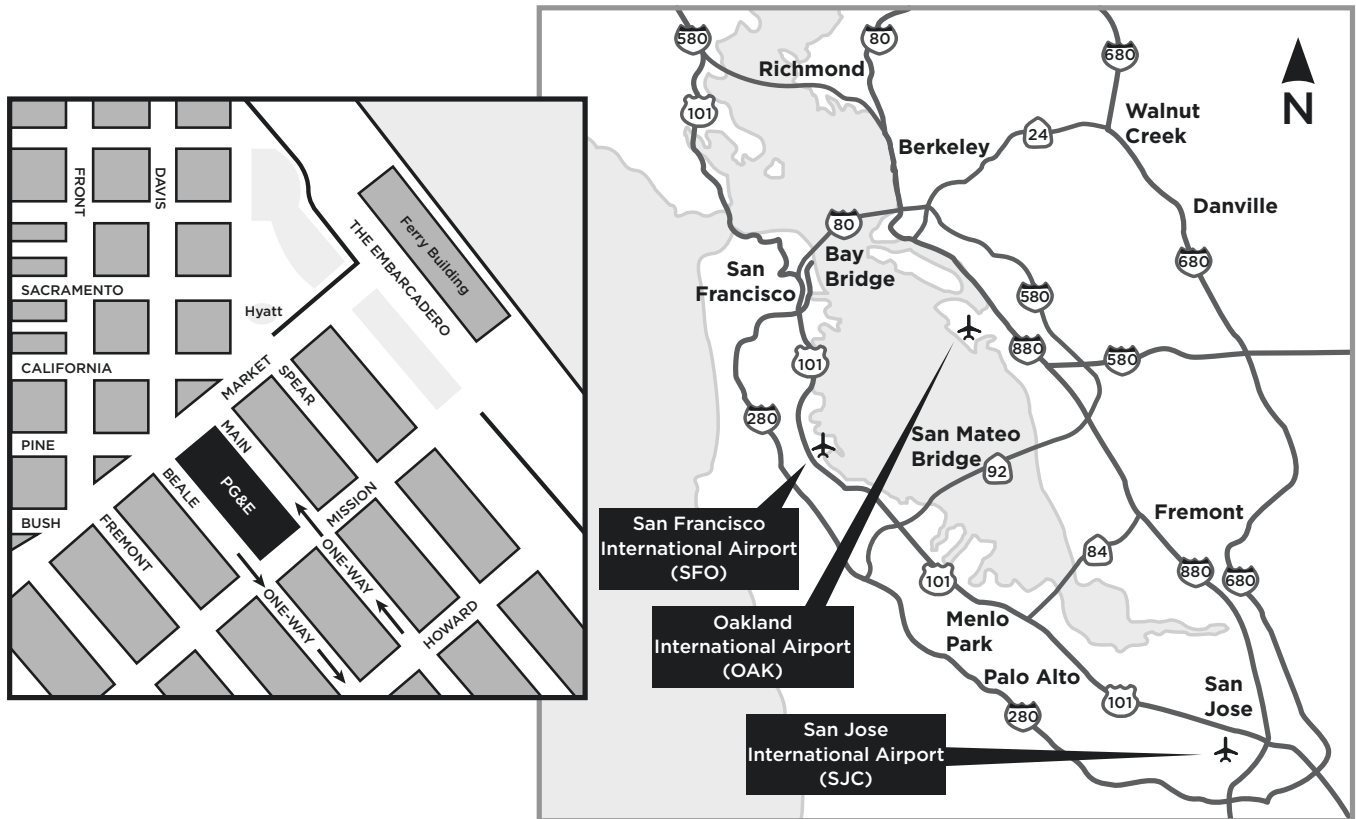 FRONT
DAVIS
SACRAMENTO
CALIFORNIA
PINE
BUSH
Hyatt
Ferry Building
THE EMBARCADERO
MARKET
SPEAR
MAIN
PG&E
BEALE
FREMONT
MISSION
ONE-WAY
ONE-WAY
HOWARD
580
80
680
Richmond
101
N
Walnut
Creek
24
Berkeley
Danville
80
Bay
Bridge
San
Francisco
680
580
880
580
101
280
San Mateo
Bridge
92
San Francisco
International Airport
(SFO)
Fremont
84
880
680
101
Oakland
International Airport
(OAK)
Menlo
Park
Palo Alto
San
Jose
101
280
San Jose
International Airport
(SJC)